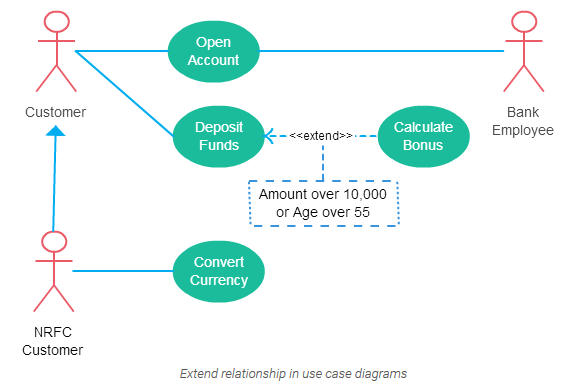 Open
Account
Customer
Bank
Employee
Deposit
Funds
<<extend>>
Calculate
Bonus
Amount over 10,000
or Age over 55
Convert
Currency
NRFC
Customer
Extend relationship in use case diagrams